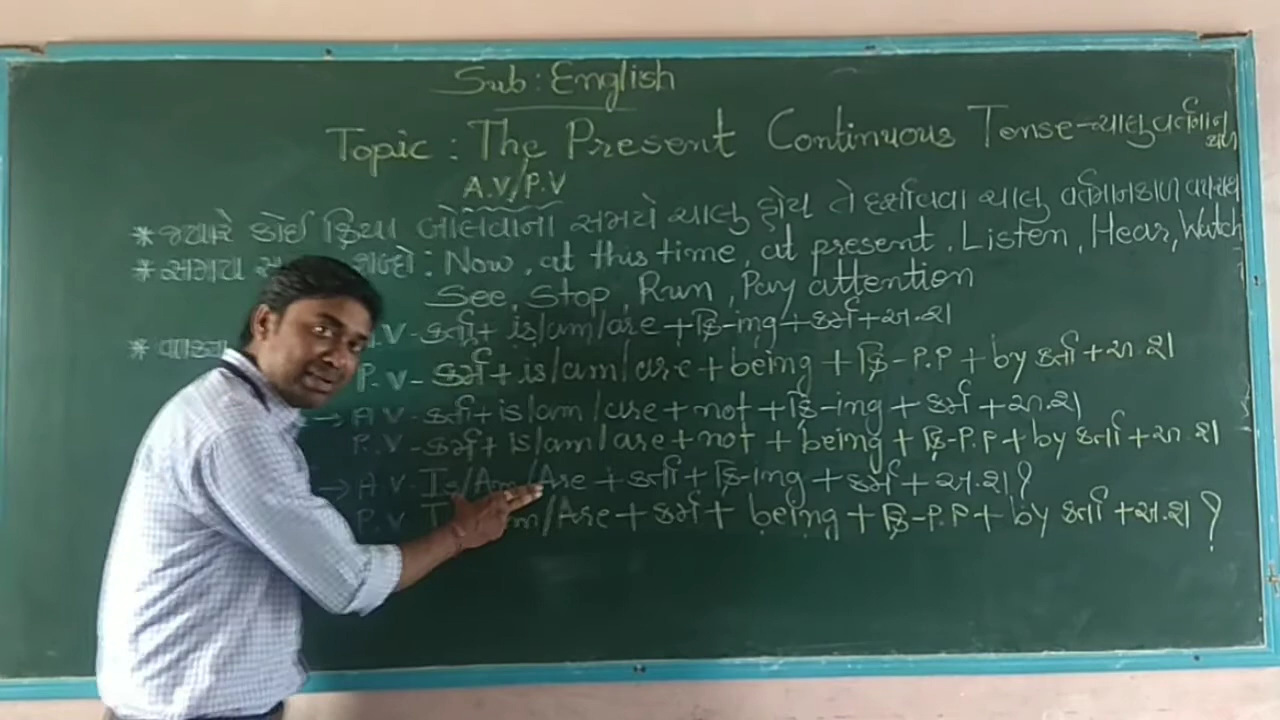 Sub : English
Topic : The Present Continuous Tense - ચાલુ વર્તમાન કાળ
A.V/P.V
* જ્યારે કોઈ ક્રિયા બોલવાના સમયે ચાલુ હોય તે દર્શાવવા ચાલુ વર્તમાનકાળ વપરાય
* સમય શબ્દો : Now, at this time, at present, Listen, Hear, Watch
See, Stop, Run, Pay attention
* વાક્ય .V - કર્તા + is/am/are + ક્રિ-ing + કર્મ + અ.શ
P.V - કર્મ + is/am/are + being + ક્રિ-P.P + by કર્તા + અ.શ
→ A.V - કર્તા + is/am/are + not + ક્રિ-ing + કર્મ + અ.શ
P.V - કર્મ + is/am/are + not + being + ક્રિ-P.P + by કર્તા + અ.શ
→ A.V - Is/Am/Are + કર્તા + ક્રિ-ing + કર્મ + અ.શ?
P.V m/Are + કર્મ + being + ક્રિ-P.P + by કર્તા + અ.શ ?